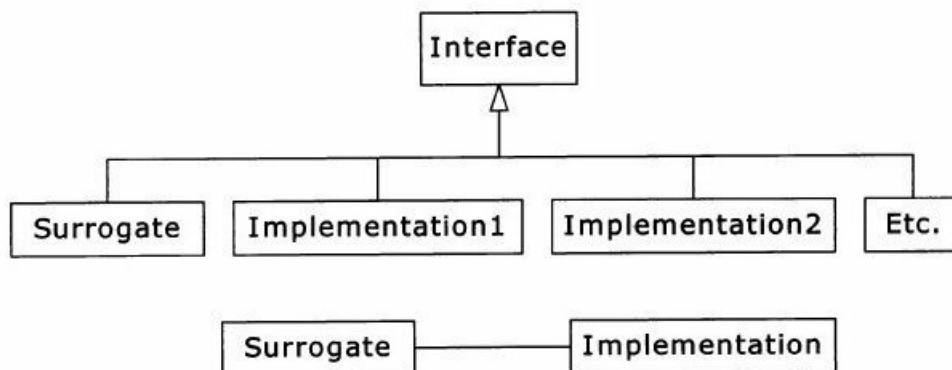 Interface
Surrogate Implementation1 Implementation2 Etc.
Surrogate Implementation